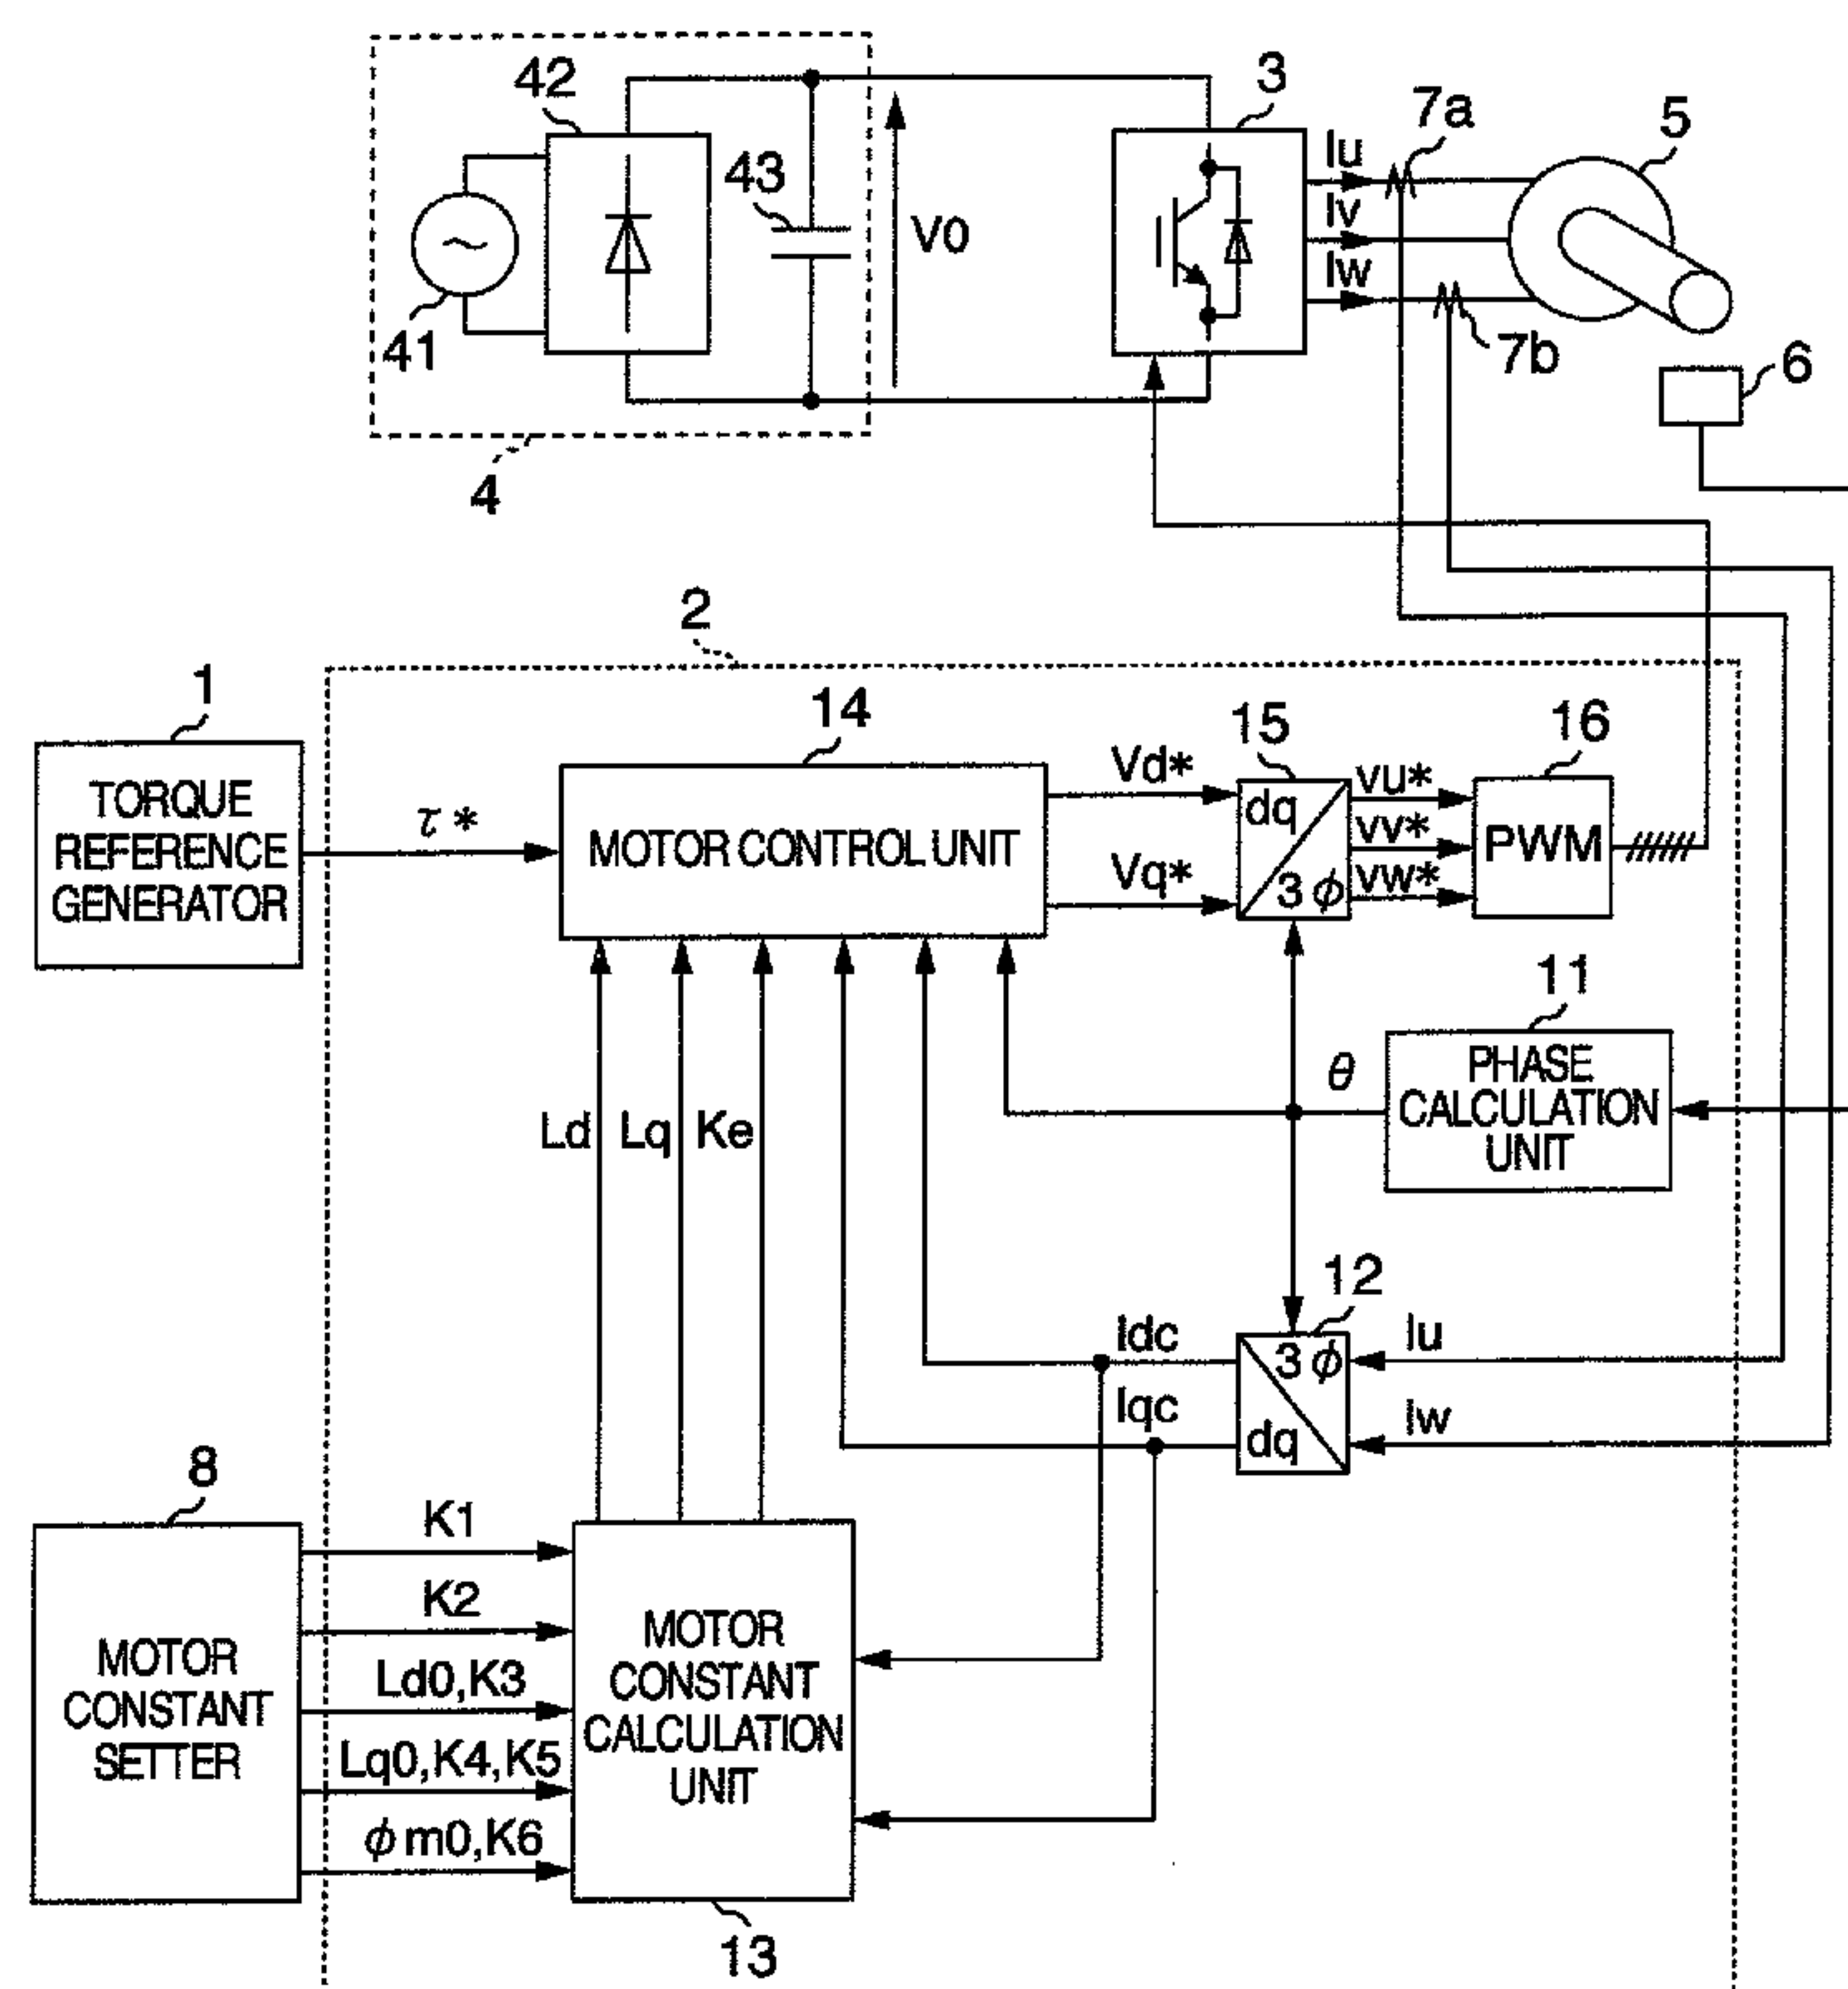 42
3
7a
5
43
Iu
V0
Iv
Iw
41
7b
6
4
2
1
14
15
16
TORQUE
REFERENCE
GENERATOR
τ*
MOTOR CONTROL UNIT
Vd*
Vq*
dq
3φ
vu*
vv*
vw*
PWM
11
θ
PHASE
CALCULATION
UNIT
Ld
Lq
Ke
12
Idc
3φ
Iu
Iqc
dq
Iw
8
K1
K2
Ld0,K3
Lq0,K4,K5
φm0,K6
MOTOR
CONSTANT
SETTER
MOTOR
CONSTANT
CALCULATION
UNIT
13